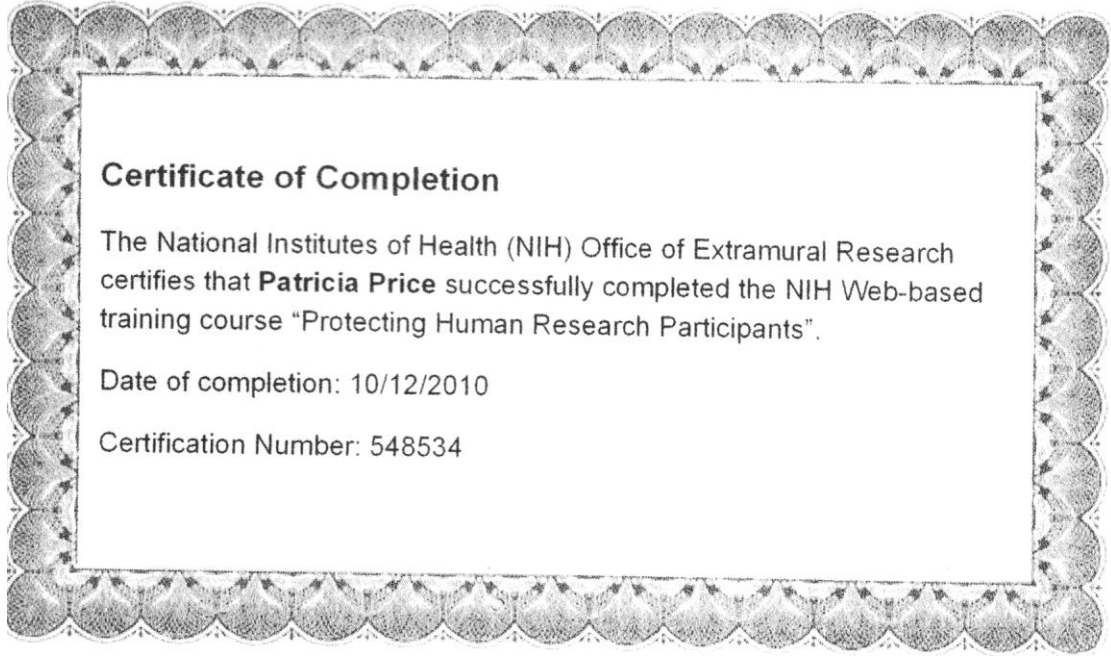 Certificate of Completion
The National Institutes of Health (NIH) Office of Extramural Research
certifies that Patricia Price successfully completed the NIH Web-based
training course “Protecting Human Research Participants”.
Date of completion: 10/12/2010
Certification Number: 548534